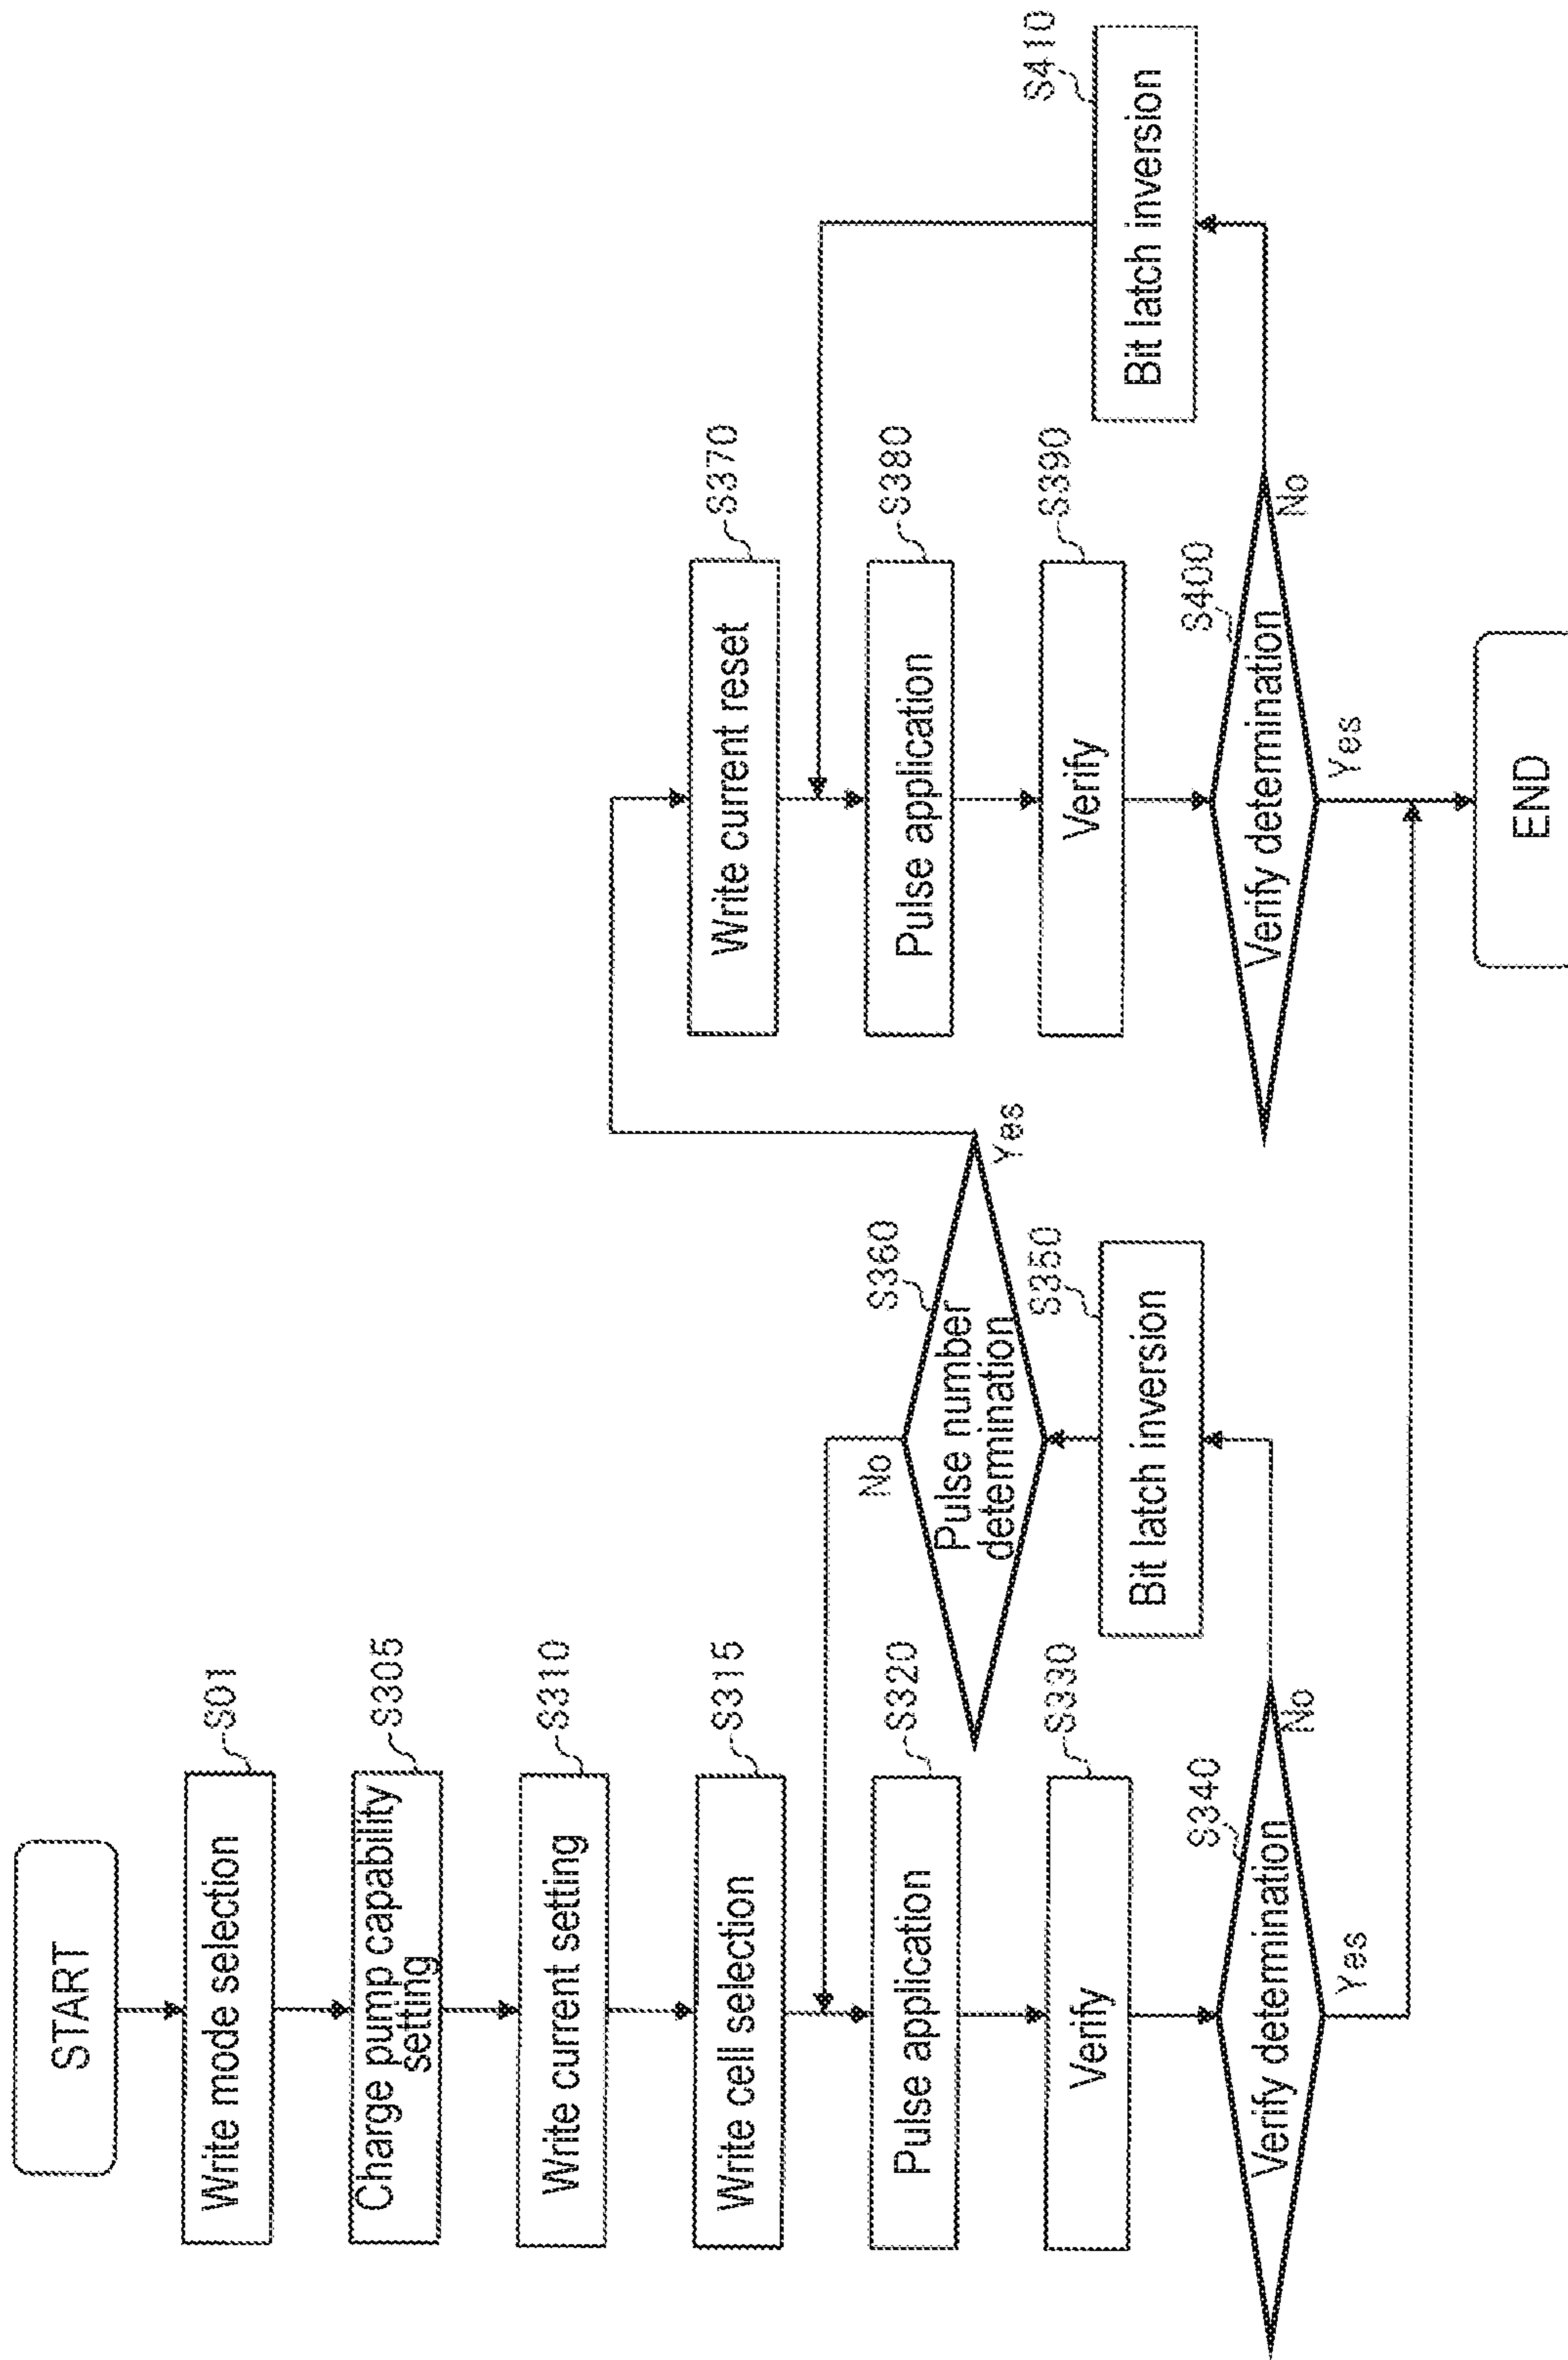 START
Write mode selection
S01
Charge pump capability
setting
S305
Write current setting
S310
Write cell selection
S315
Pulse application
S320
Verify
S330
Verify determination
S340
No
Yes
Bit latch inversion
S350
Pulse number
determination
S360
No
Yes
Write current reset
S370
Pulse application
S380
Verify
S390
Verify determination
S400
No
Yes
Bit latch inversion
S410
END